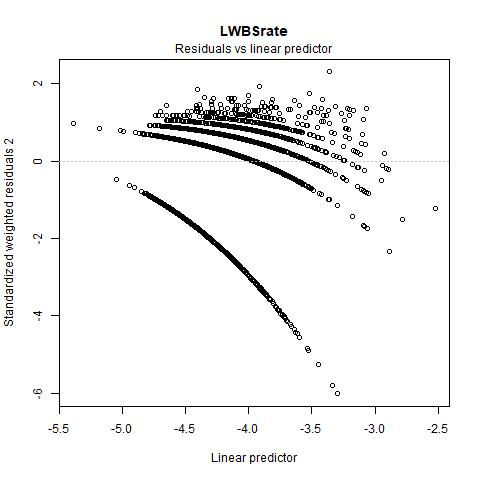 LWBSrate
Residuals vs linear predictor
Standardized weighted residuals 2
2
0
-2
-4
-6
-5.5 -5.0 -4.5 -4.0 -3.5 -3.0 -2.5
Linear predictor